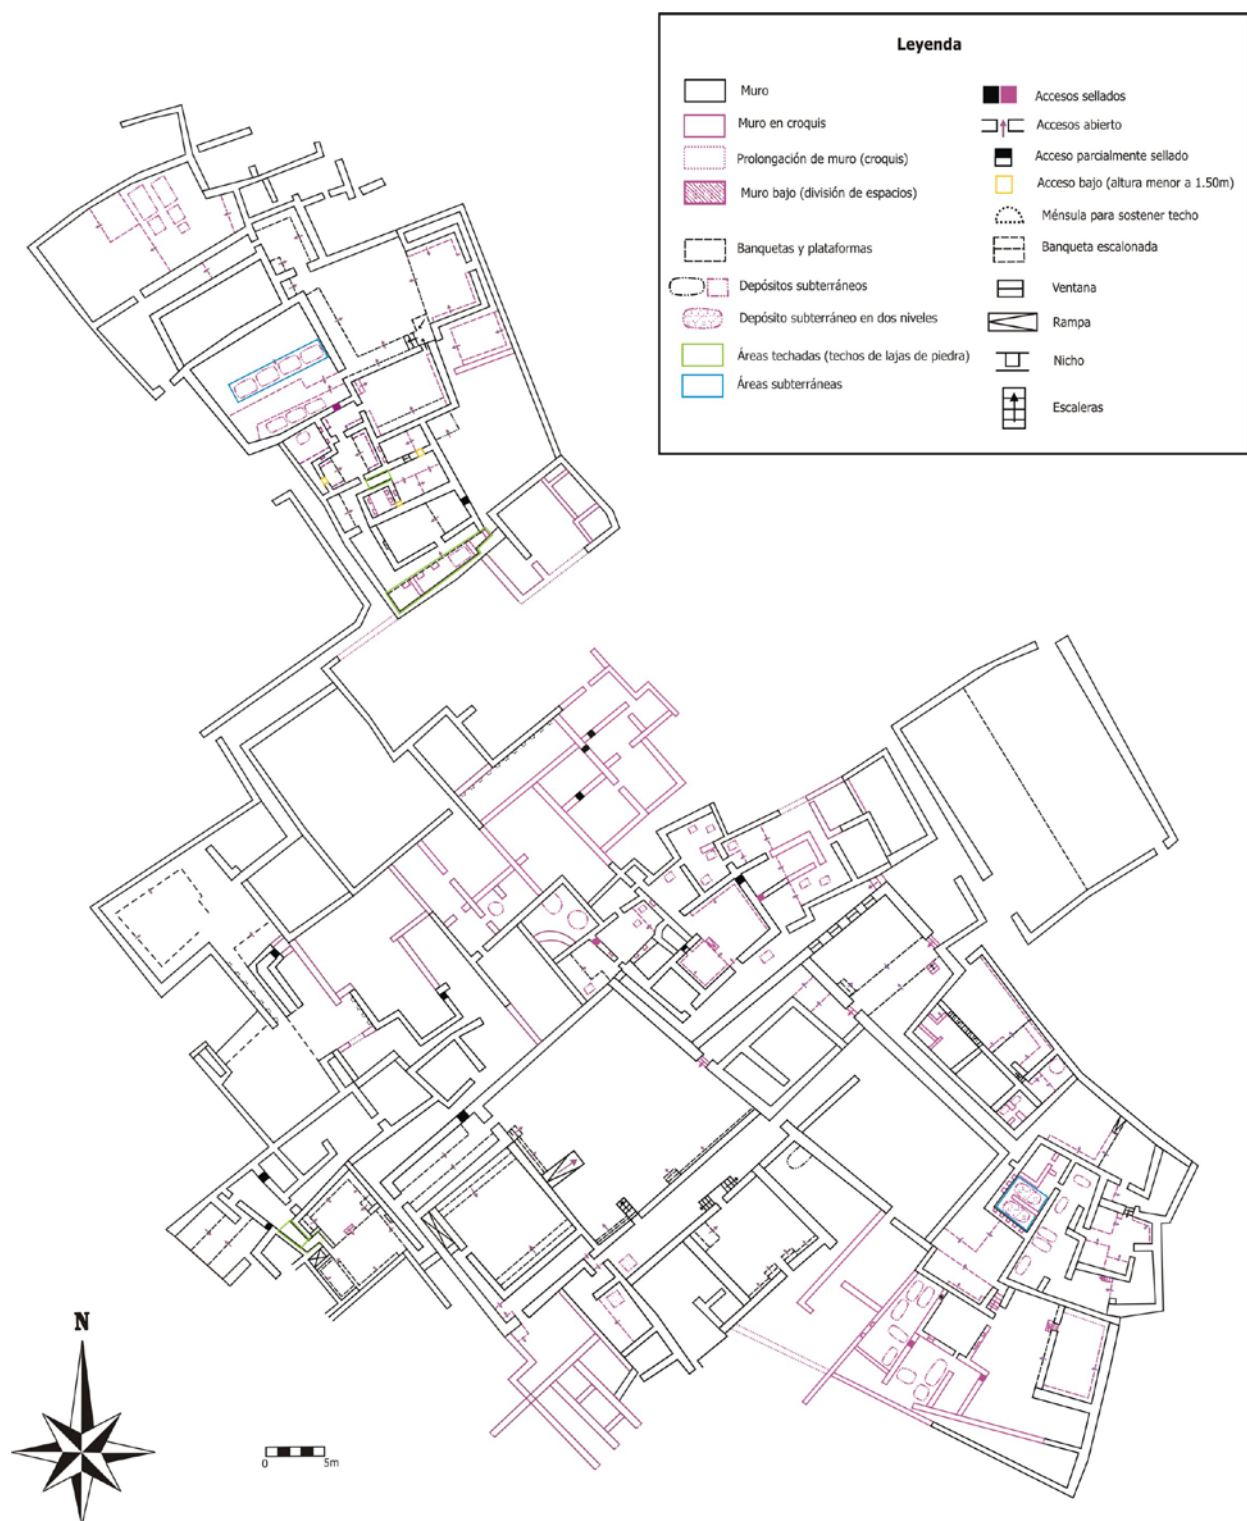 Leyenda
Muro
Muro en croquis
Prolongación de muro (croquis)
Muro bajo (división de espacios)
Banquetas y plataformas
Depósitos subterráneos
Depósito subterráneo en dos niveles
Áreas techadas (techos de lajas de piedra)
Áreas subterráneas
Accesos sellados
Accesos abierto
Acceso parcialmente sellado
Acceso bajo (altura menor a 1.50m)
Ménsula para sostener techo
Banqueta escalonada
Ventana
Rampa
Nicho
Escaleras
N
0 5m